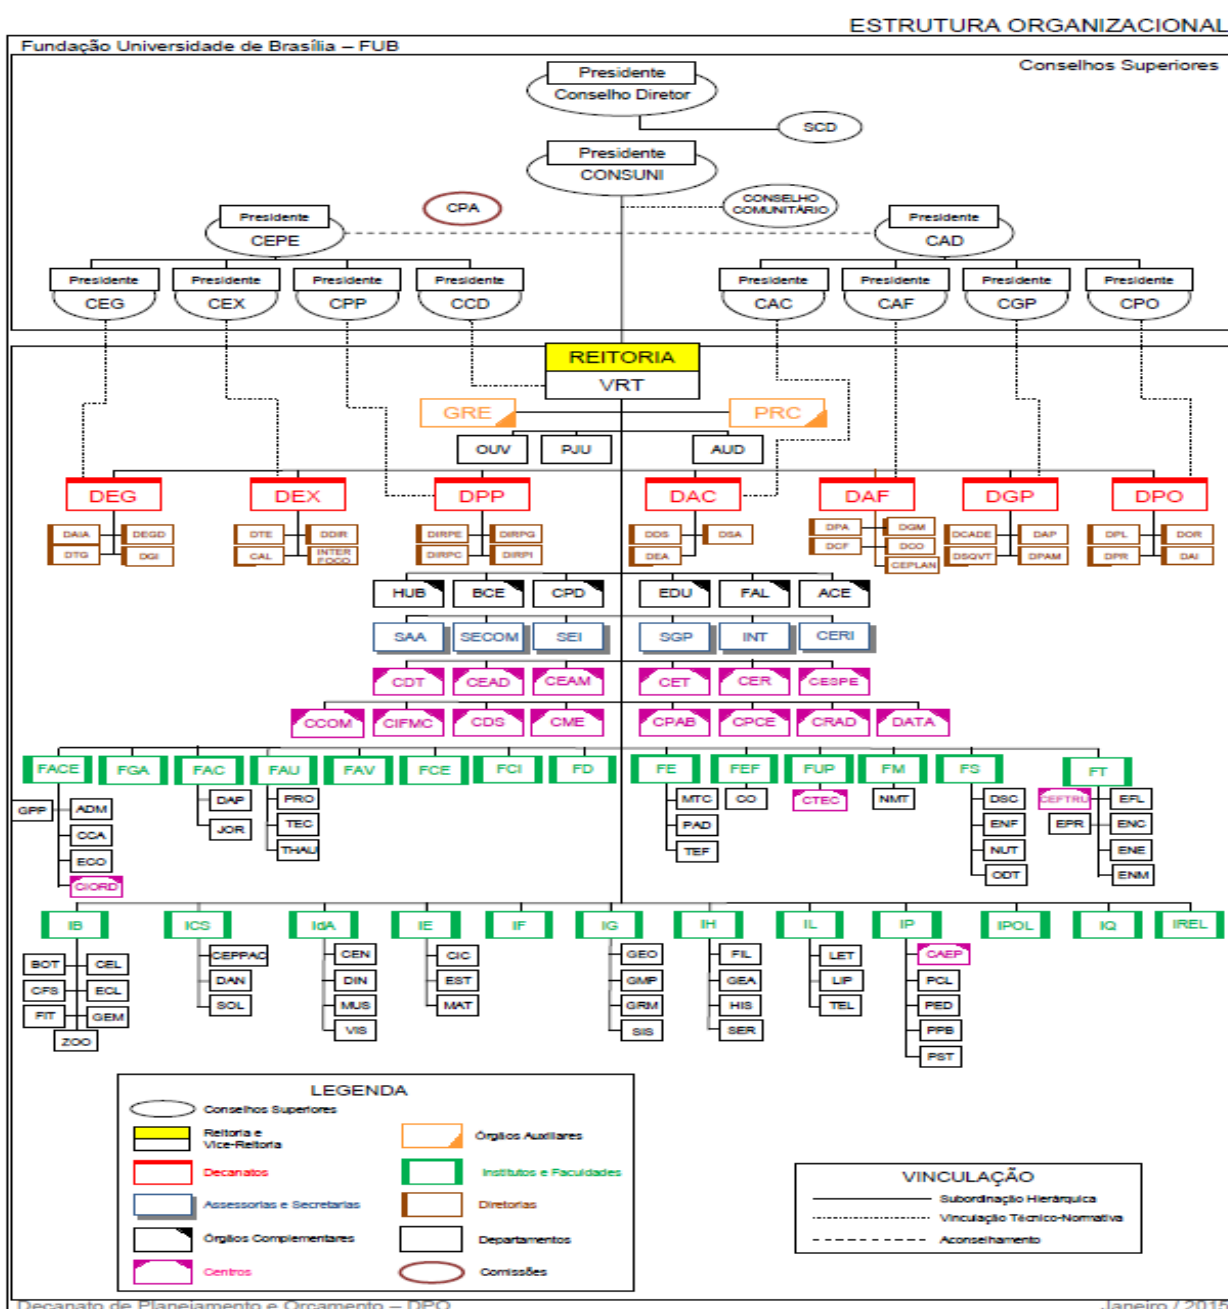 ESTRUTURA ORGANIZACIONAL
Fundação Universidade de Brasília – FUB
Conselhos Superiores
Presidente
Conselho Diretor
SCD
Presidente
CONSUNI
CPA
CONSELHO
COMUNITÁRIO
Presidente
CEPE
Presidente
CAD
Presidente Presidente Presidente Presidente Presidente Presidente Presidente Presidente
CEG CEX CPP CCD CAC CAF CGP CPO
REITORIA
VRT
GRE PRC
OUV PJU AUD
DEG DEX DPP DAC DAF DGP DPO
DAIA DEGD DTE DDIR DIRPE DIRPG DDS DSA DPA DGM DCADE DAP DPL DOR
DTG DGI CAL INTER FOCO DIRPC DIRPI DEA DCF DCO DSQVT DPAM DPR DAI
CEPLAN
HUB BCE CPD EDU FAL ACE
SAA SECOM SEI SGP INT CERI
CDT CEAD CEAM CET CER CESPE
CCOM CIFMC CDS CME CPAB CPCE CRAD DATA
FACE FGA FAC FAU FAV FCE FCI FD FE FEF FUP FM FS FT
GPP ADM DAP PRO MTC CO CTEC NMT DSC CEFTRU EFL
CCA JOR TEC PAD ENF EPR ENC
ECO THAU TEF NUT ENE
CIORD ODT ENM
IB ICS IdA IE IF IG IH IL IP IPOL IQ IREL
BOT CEL CEPPAC CEN CIC GEO FIL LET CAEP
CFS ECL DAN DIN EST GMP GEA LIP PCL
FIT GEM SOL MUS MAT GRM HIS TEL PED
ZOO VIS SIS SER PPB
PST
LEGENDA
Conselhos Superiores
Reitoria e
Vice-Reitoria
Órgãos Auxiliares
Decanatos
Institutos e Faculdades
Assessorias e Secretarias
Diretorias
Órgãos Complementares
Departamentos
Centros
Comissões
VINCULAÇÃO
Subordinação Hierárquica
Vinculação Técnico-Normativa
Aconselhamento
Decanato de Planejamento e Orçamento – DPO
Janeiro / 2015